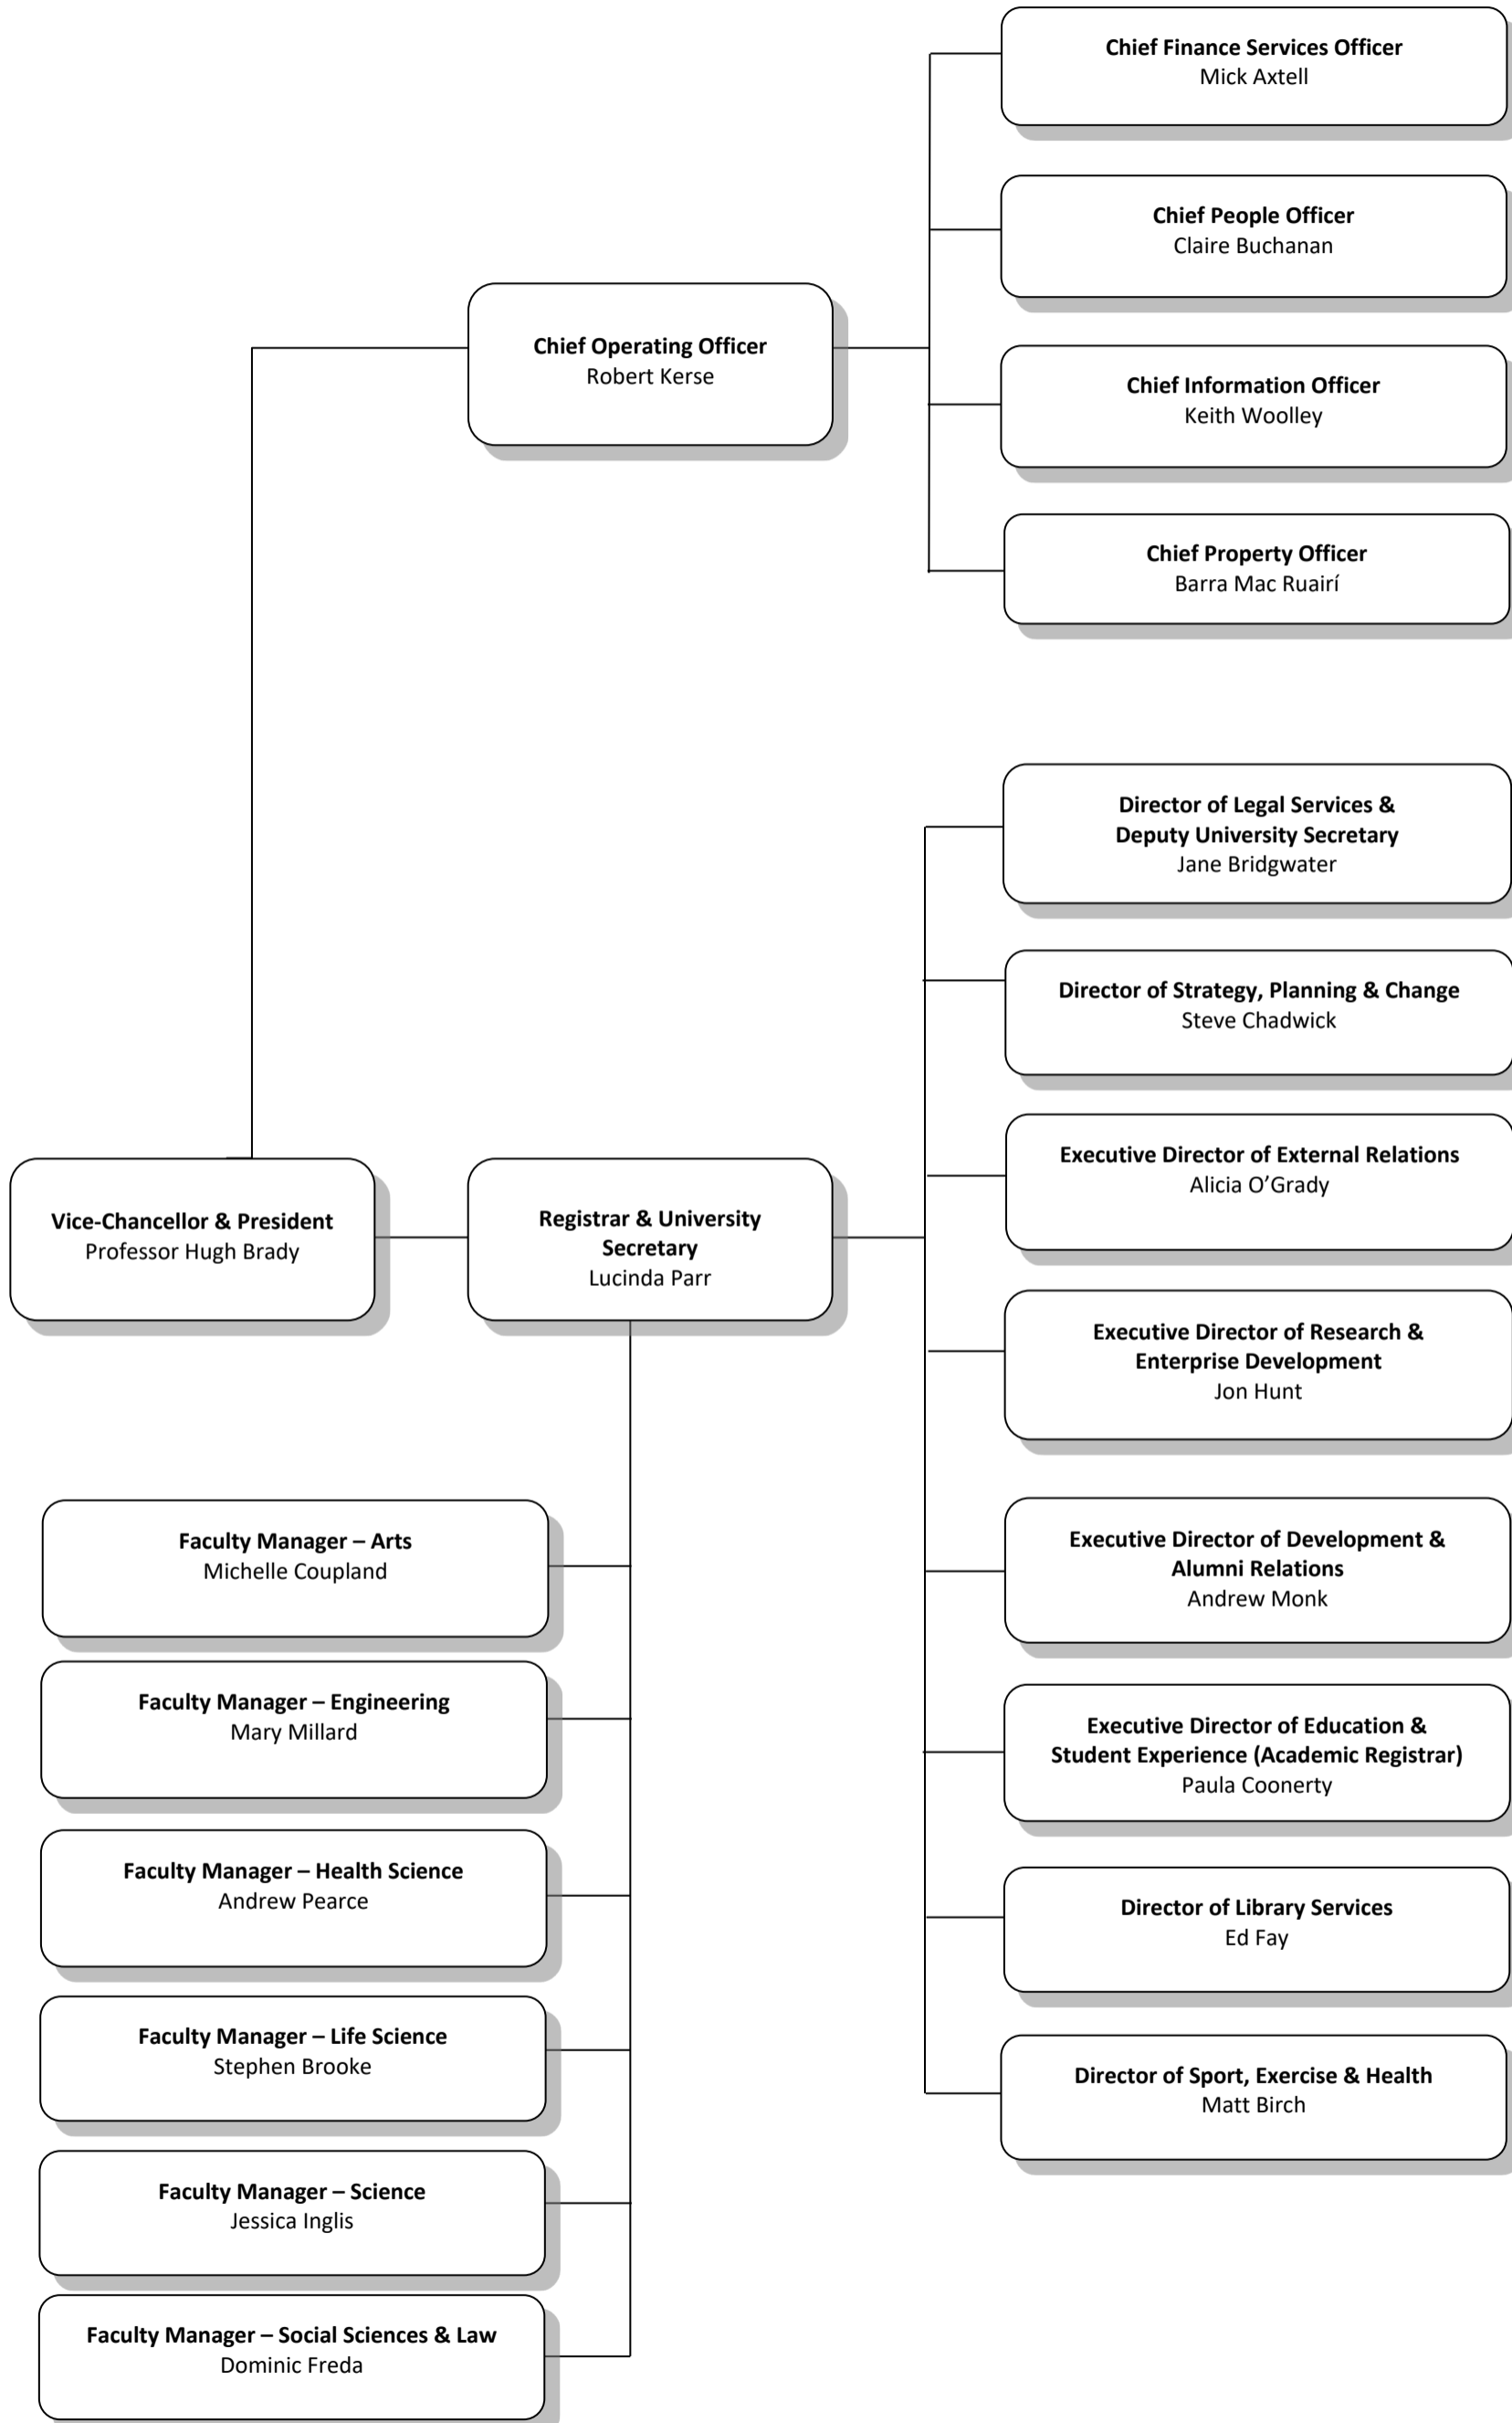 Chief Finance Services Officer
Mick Axtell
Chief People Officer
Claire Buchanan
Chief Operating Officer
Robert Kerse
Chief Information Officer
Keith Woolley
Chief Property Officer
Barra Mac Ruairí
Director of Legal Services &
Deputy University Secretary
Jane Bridgwater
Director of Strategy, Planning & Change
Steve Chadwick
Executive Director of External Relations
Alicia O’Grady
Vice-Chancellor & President
Professor Hugh Brady
Registrar & University
Secretary
Lucinda Parr
Executive Director of Research &
Enterprise Development
Jon Hunt
Executive Director of Development &
Alumni Relations
Andrew Monk
Executive Director of Education &
Student Experience (Academic Registrar)
Paula Coonerty
Director of Library Services
Ed Fay
Director of Sport, Exercise & Health
Matt Birch
Faculty Manager – Arts
Michelle Coupland
Faculty Manager – Engineering
Mary Millard
Faculty Manager – Health Science
Andrew Pearce
Faculty Manager – Life Science
Stephen Brooke
Faculty Manager – Science
Jessica Inglis
Faculty Manager – Social Sciences & Law
Dominic Freda